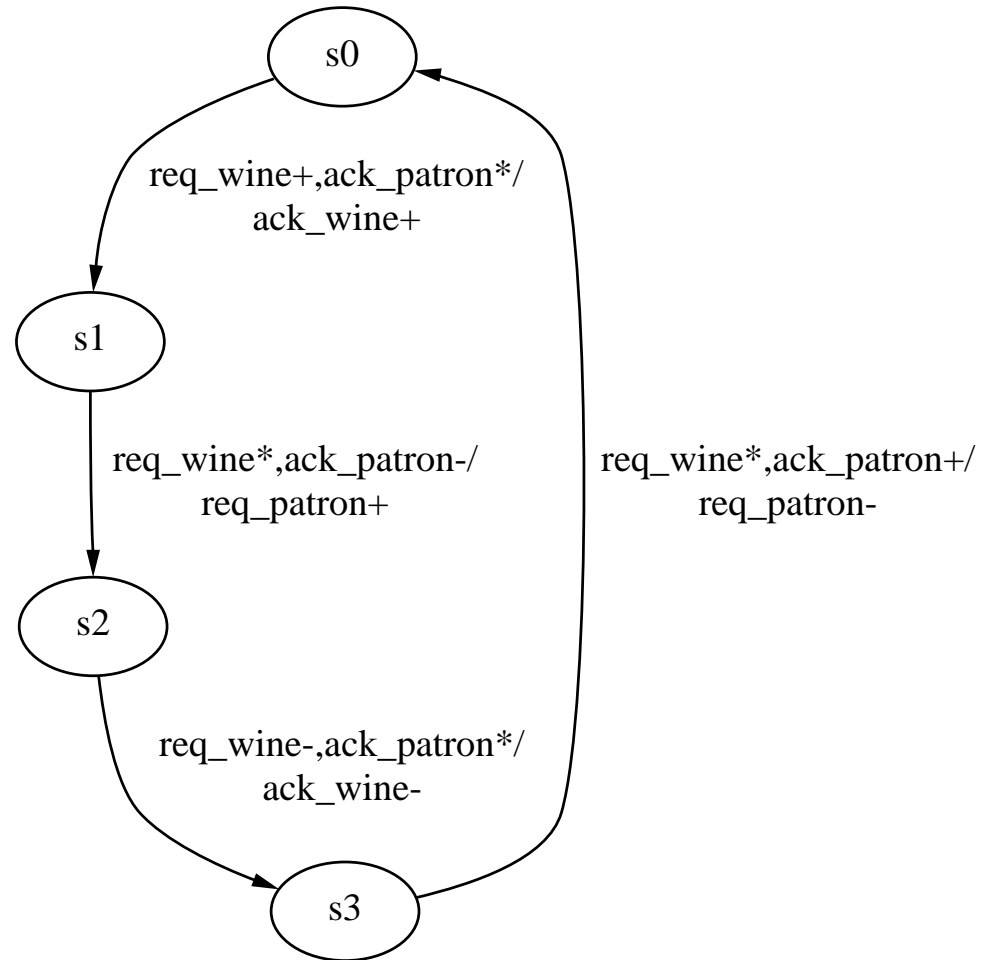 s0
req_wine+,ack_patron*/
ack_wine+
s1
req_wine*,ack_patron-/
req_patron+
req_wine*,ack_patron+/
req_patron-
s2
req_wine-,ack_patron*/
ack_wine-
s3